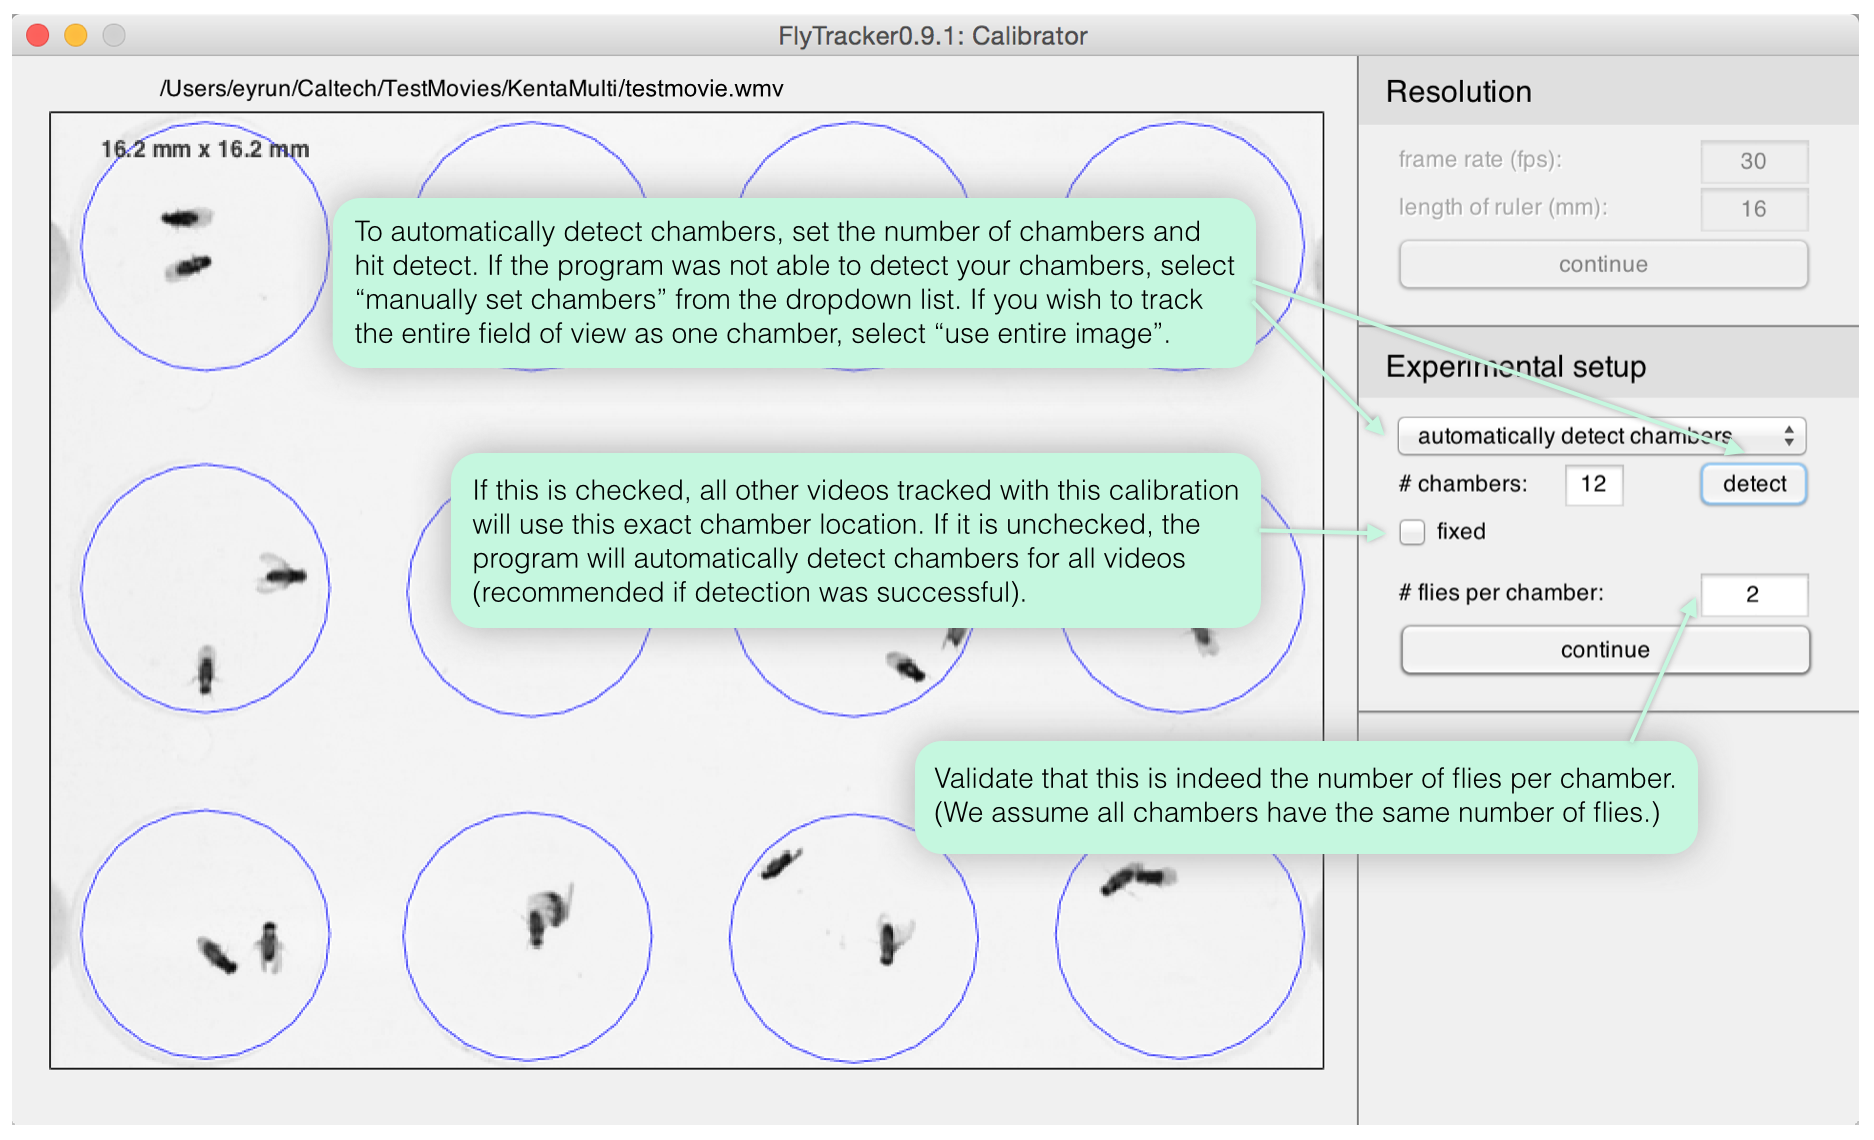 FlyTracker0.9.1: Calibrator
/Users/eyrun/Caltech/TestMovies/KentaMulti/testmovie.wmv
16.2 mm x 16.2 mm
To automatically detect chambers, set the number of chambers and
hit detect. If the program was not able to detect your chambers, select
“manually set chambers” from the dropdown list. If you wish to track
the entire field of view as one chamber, select “use entire image”.
If this is checked, all other videos tracked with this calibration
will use this exact chamber location. If it is unchecked, the
program will automatically detect chambers for all videos
(recommended if detection was successful).
Validate that this is indeed the number of flies per chamber.
(We assume all chambers have the same number of flies.)
Resolution
frame rate (fps): 30
length of ruler (mm): 16
continue
Experimental setup
automatically detect chambers
# chambers: 12 detect
fixed
# flies per chamber: 2
continue